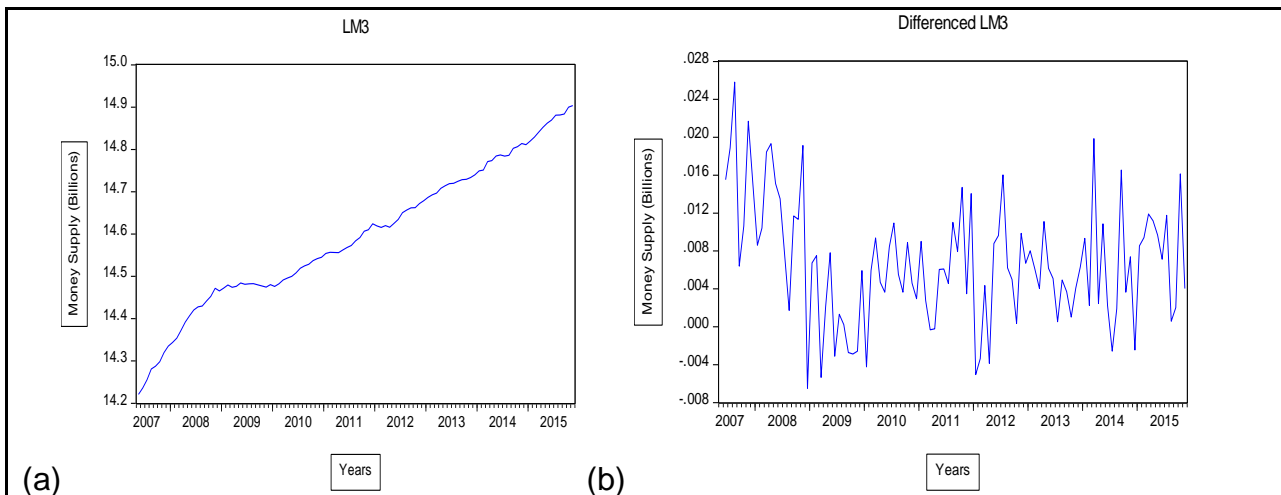 LM3
15.0
14.9
14.8
14.7
14.6
14.5
14.4
14.3
14.2
Money Supply (Billions)
2007 2008 2009 2010 2011 2012 2013 2014 2015
Years
(a)
Differenced LM3
.028
.024
.020
.016
.012
.008
.004
.000
-.004
-.008
Money Supply (Billions)
2007 2008 2009 2010 2011 2012 2013 2014 2015
Years
(b)